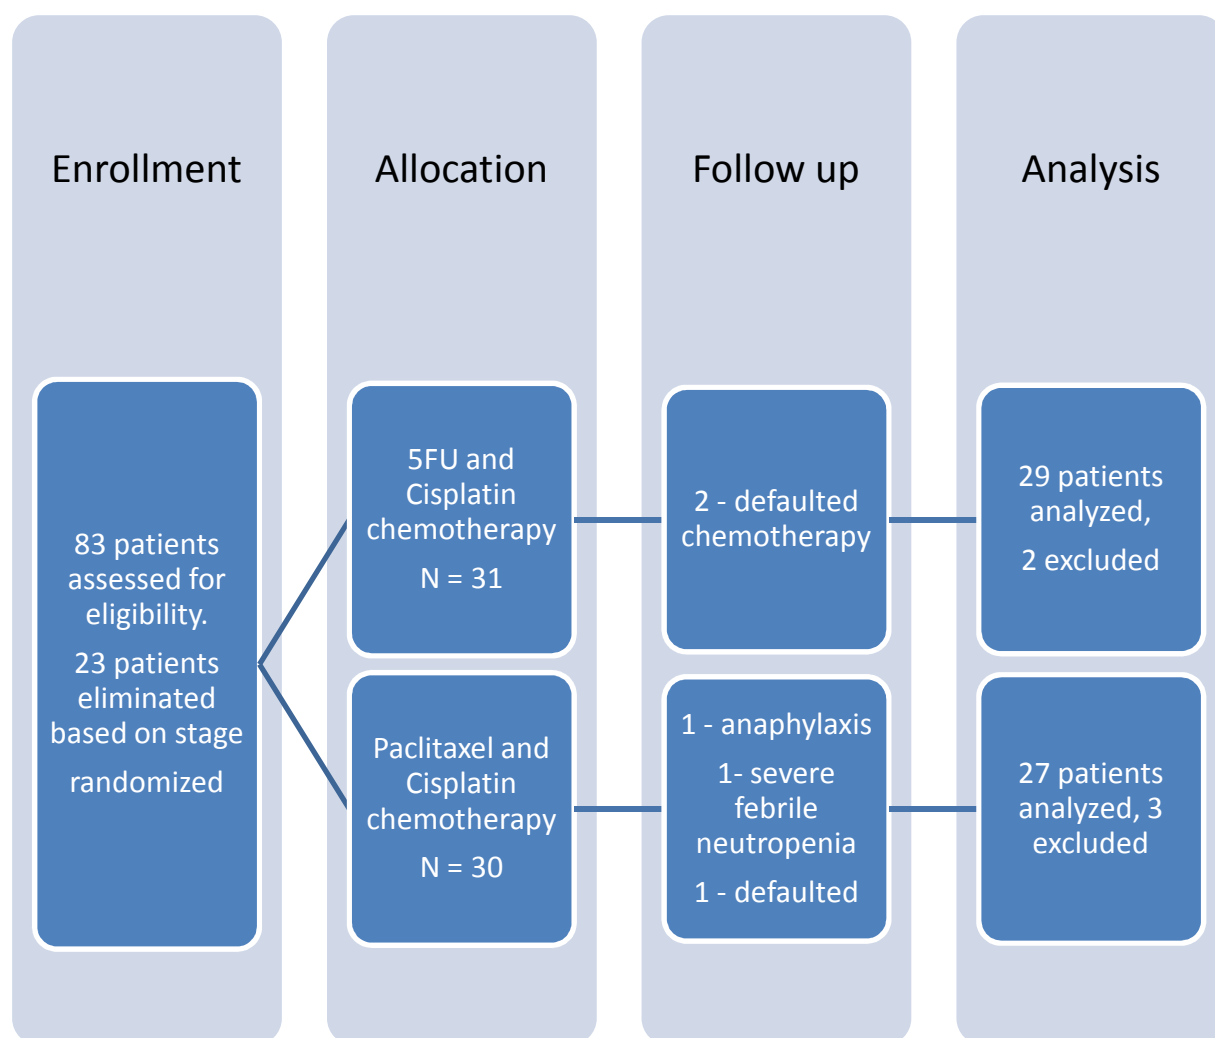 Enrollment
83 patients
assessed for
eligibility.
23 patients
eliminated
based on stage
randomized
Allocation
5FU and
Cisplatin
chemotherapy
N = 31
Paclitaxel and
Cisplatin
chemotherapy
N = 30
Follow up
2 - defaulted
chemotherapy
1 - anaphylaxis
1- severe
febrile
neutropenia
1 - defaulted
Analysis
29 patients
analyzed,
2 excluded
27 patients
analyzed, 3
excluded